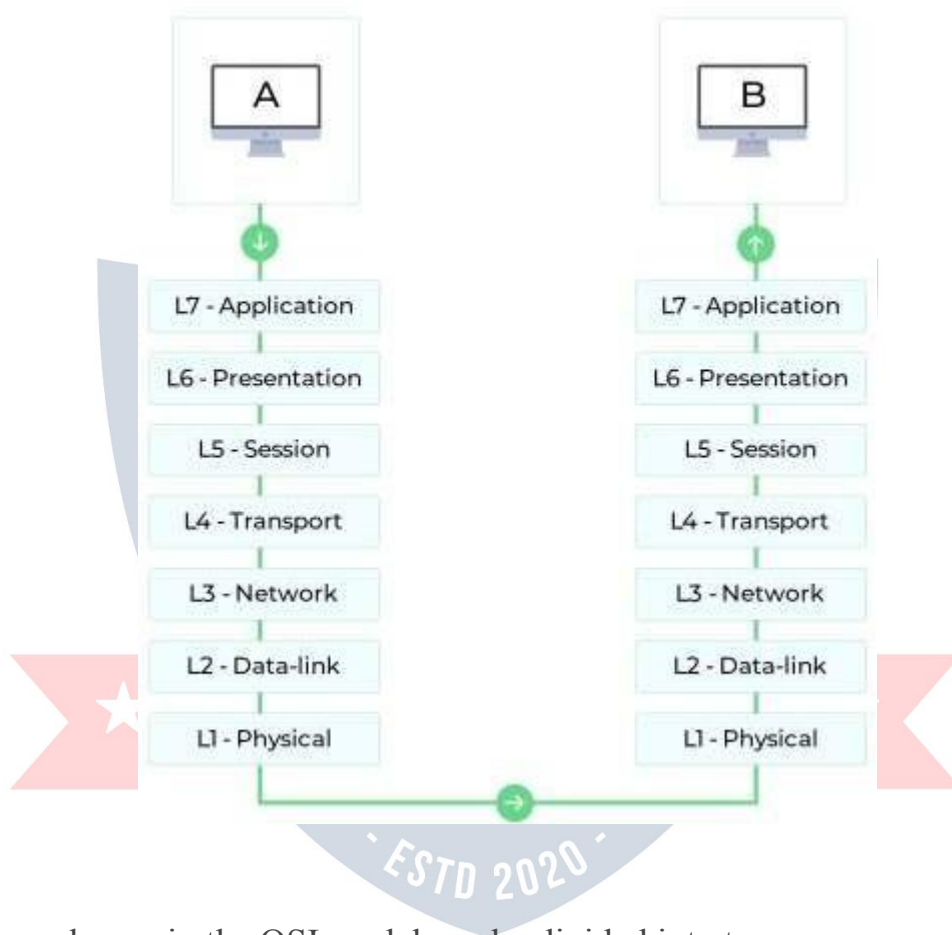 A
B
L7 - Application
L6 - Presentation
L5 - Session
L4 - Transport
L3 - Network
L2 - Data-link
L1 - Physical
L7 - Application
L6 - Presentation
L5 - Session
L4 - Transport
L3 - Network
L2 - Data-link
L1 - Physical
- ESTD 2020 -